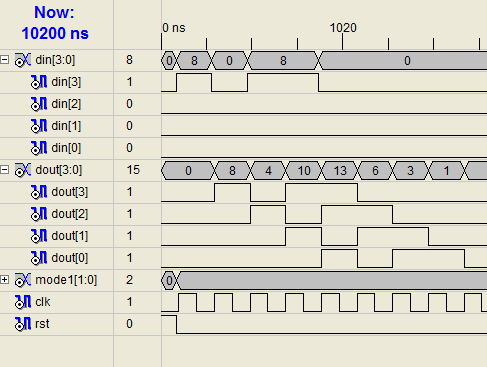 Now:
10200 ns
0 ns 1020
din[3:0] 8 0 8 0 8 0
din[3] 1
din[2] 0
din[1] 0
din[0] 0
dout[3:0] 15 0 8 4 10 13 6 3 1
dout[3] 1
dout[2] 1
dout[1] 1
dout[0] 1
mode1[1:0] 2 0
clk 1
rst 0